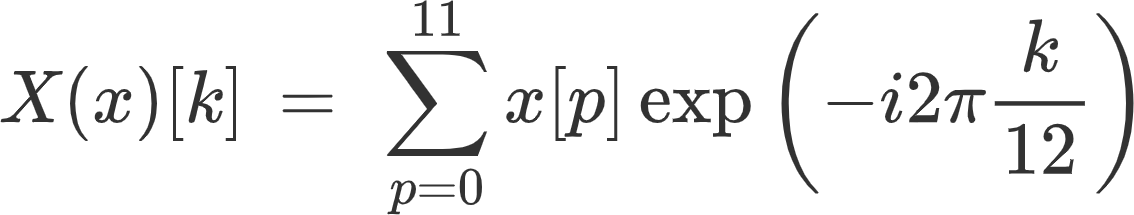 X(x)[k] = \sum_{p=0}^{11} x[p] \exp \left( -i2\pi \frac{k}{12} \right)